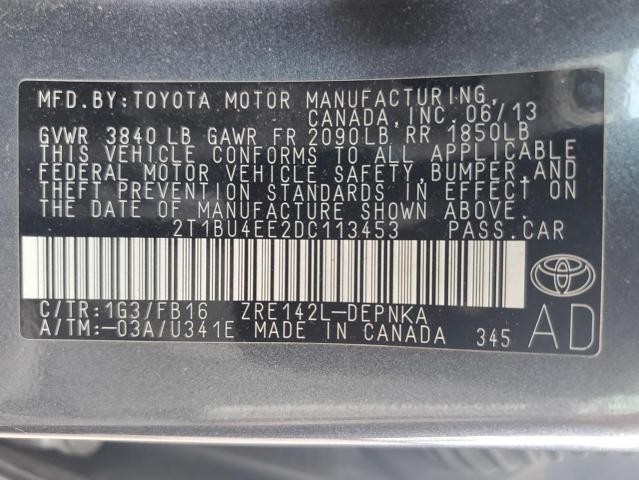 MFD.BY:TOYOTA MOTOR MANUFACTURING,
CANADA,INC. 06/13
GVWR 3840 LB GAWR FR 2090LB RR 1850LB
THIS VEHICLE CONFORMS TO ALL APPLICABLE
FEDERAL MOTOR VEHICLE SAFETY, BUMPER,AND
THEFT PREVENTION STANDARDS IN EFFECT ON
THE DATE OF MANUFACTURE SHOWN ABOVE.
2T1BU4EE2DC113453 PASS.CAR
C/TR:1G3/FB16 ZRE142L-DEPNKA
A/TM:-03A/U341E MADE IN CANADA 345
AD